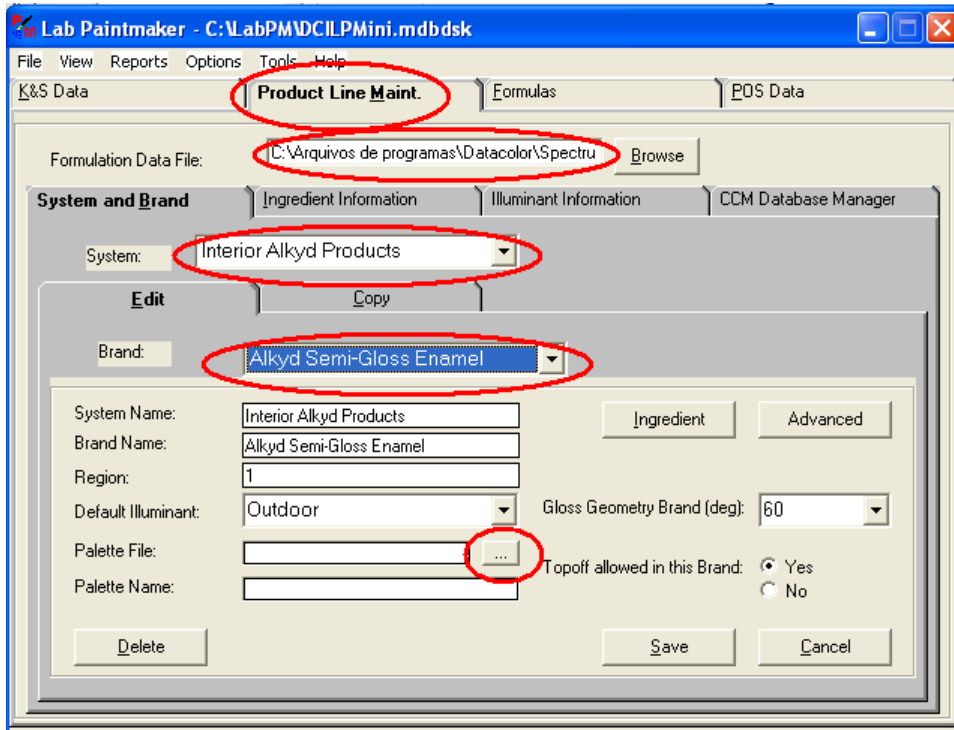 Lab Paintmaker - C:\LabPM\DCILPMini.mdbdsk
File View Reports Options Tools Help
K&S Data Product Line Maint. Formulas POS Data
Formulation Data File: C:\Arquivos de programas\Datacolor\Spectru Browse
System and Brand Ingredient Information Illuminant Information CCM Database Manager
System: Interior Alkyd Products
Edit Copy
Brand: Alkyd Semi-Gloss Enamel
System Name: Interior Alkyd Products Ingredient Advanced
Brand Name: Alkyd Semi-Gloss Enamel
Region: 1
Default Illuminant: Outdoor Gloss Geometry Brand (deg): 60
Palette File: ... Topoff allowed in this Brand: Yes
Palette Name: No
Delete Save Cancel